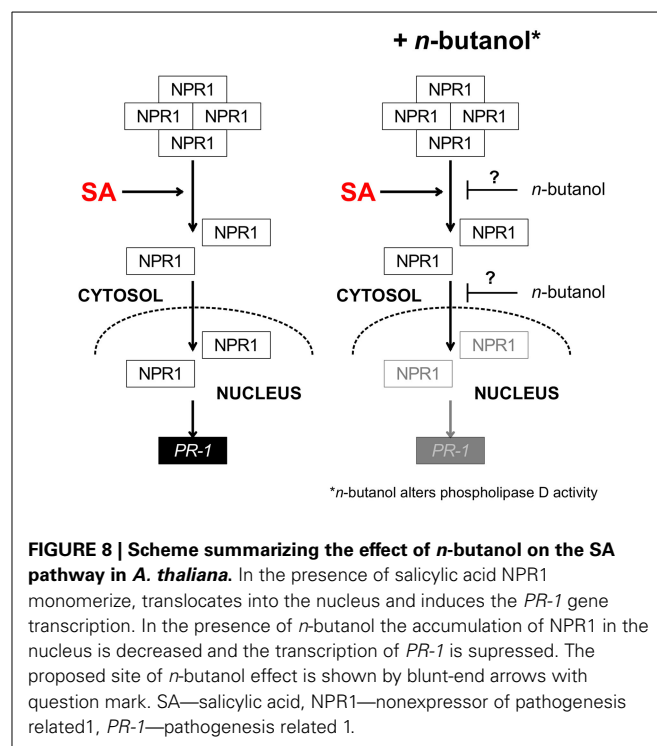 + n-butanol*
NPR1
NPR1 NPR1
NPR1
SA
NPR1
NPR1
CYTOSOL
NPR1
NPR1
NUCLEUS
PR-1
NPR1
NPR1 NPR1
NPR1
SA
?
n-butanol
NPR1
NPR1
?
CYTOSOL
n-butanol
NPR1
NPR1
NUCLEUS
PR-1
*n-butanol alters phospholipase D activity
FIGURE 8 | Scheme summarizing the effect of n-butanol on the SA
pathway in A. thaliana. In the presence of salicylic acid NPR1
monomerize, translocates into the nucleus and induces the PR-1 gene
transcription. In the presence of n-butanol the accumulation of NPR1 in the
nucleus is decreased and the transcription of PR-1 is supressed. The
proposed site of n-butanol effect is shown by blunt-end arrows with
question mark. SA—salicylic acid, NPR1—nonexpressor of pathogenesis
related1, PR-1—pathogenesis related 1.